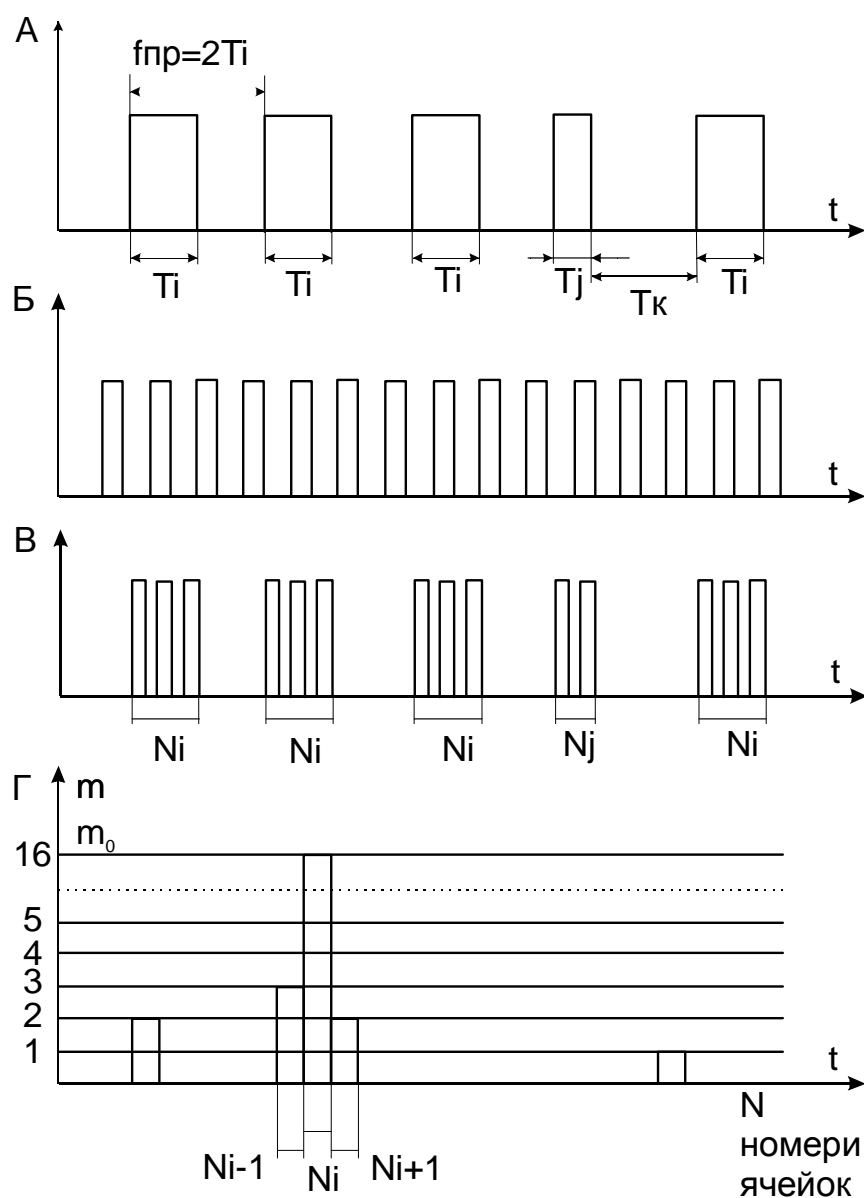 А
fпр=2Ti
t
Ti Ti Ti Tj Tк Ti
Б
t
В
t
Ni Ni Ni Nj Ni
Г m
m₀
16
5
4
3
2
1
t
N
номери
ячейок
Ni-1 Ni Ni+1